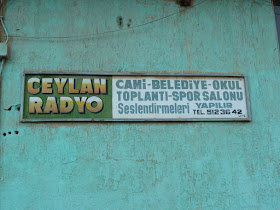 CEYLAN
RADYO
CAMİ-BELEDİYE-OKUL
TOPLANTI-SPOR SALONU
Seslendirmeleri YAPILIR
TEL. 512 36 42